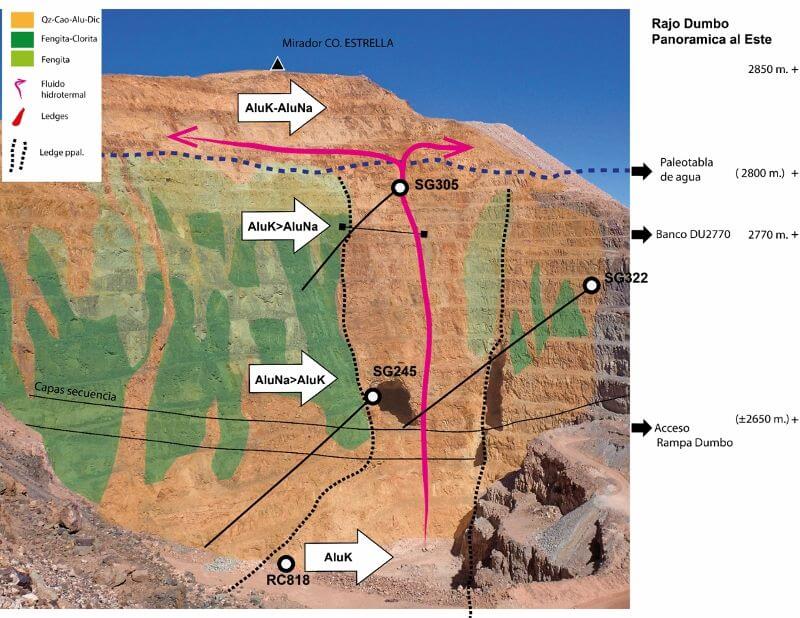 Qz-Cao-Alu-Dic
Fengita-Clorita
Fengita
Fluido
hidrotermal
Ledges
Ledge ppal.
Mirador CO. ESTRELLA
AluK-AluNa
SG305
AluK>AluNa
SG322
SG245
AluNa>AluK
Capas secuencia
RC818
AluK
Rajo Dumbo
Panoramica al Este
2850 m. +
Paleotabla
de agua
( 2800 m.) +
Banco DU2770
2770 m. +
(±2650 m.) +
Acceso
Rampa Dumbo